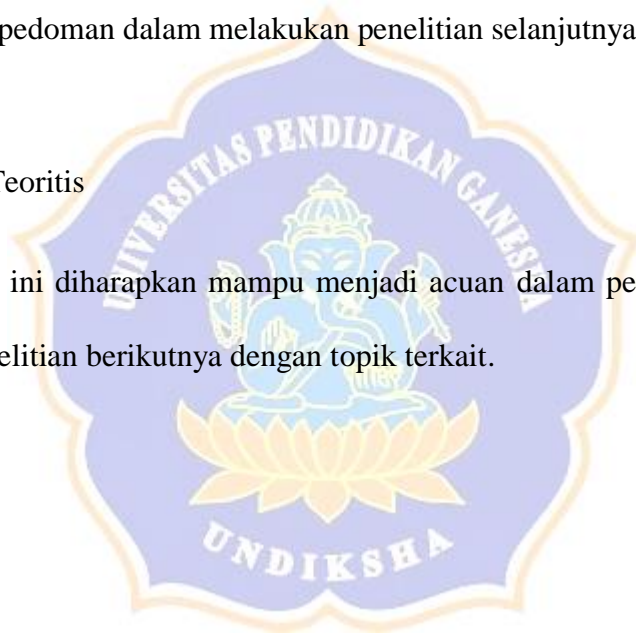 pedoman dalam melakukan penelitian selanjutnya
UNIVERSITAS PENDIDIKAN GANESHA
Teoritis
ini diharapkan mampu menjadi acuan dalam pe
elitian berikutnya dengan topik terkait.
UNDIKSHA